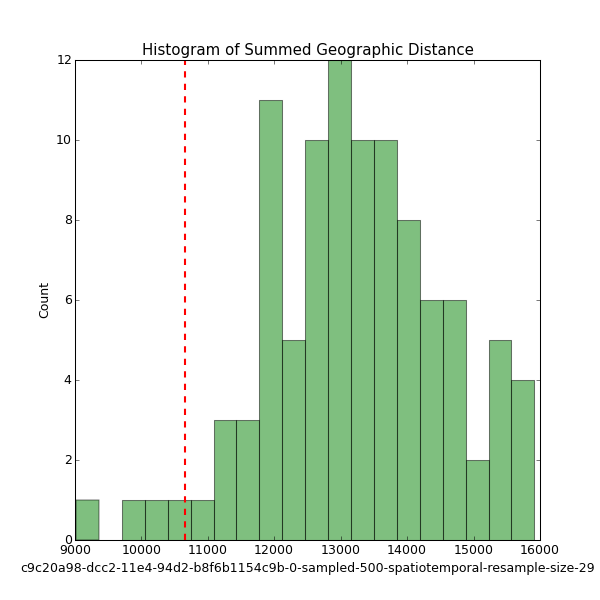 Histogram of Summed Geographic Distance
12
10
8
6
4
2
0
Count
9000 10000 11000 12000 13000 14000 15000 16000
c9c20a98-dcc2-11e4-94d2-b8f6b1154c9b-0-sampled-500-spatiotemporal-resample-size-29